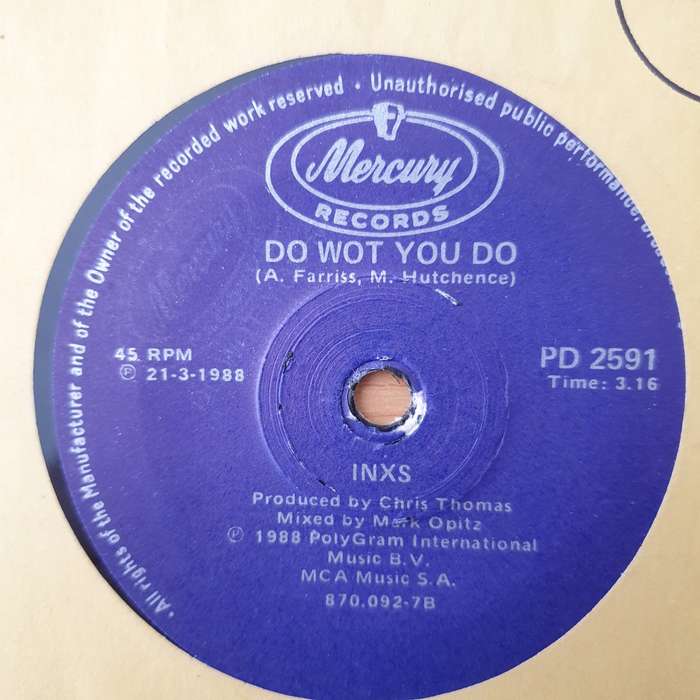 • All rights of the Manufacturer and of the Owner of the recorded work reserved • Unauthorised public performance,
Mercury
RECORDS
DO WOT YOU DO
(A. Farriss, M. Hutchence)
45 RPM
Ⓟ 21-3-1988
PD 2591
Time: 3.16
INXS
Produced by Chris Thomas
Mixed by Mark Opitz
Ⓟ 1988 PolyGram International
Music B.V.
MCA Music S.A.
870.092-7B